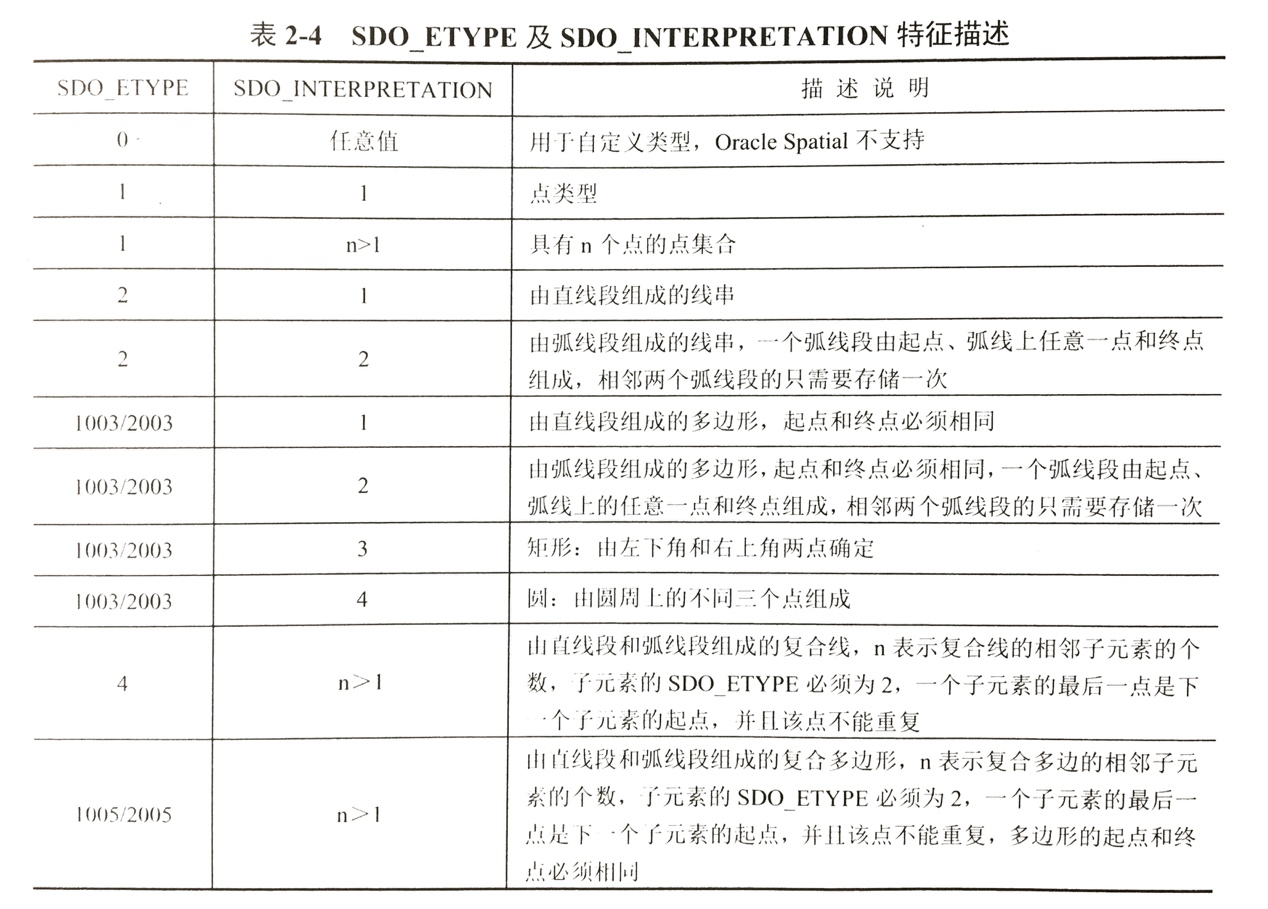 表 2-4 SDO_ETYPE 及 SDO_INTERPRETATION 特征描述
SDO_ETYPE SDO_INTERPRETATION 描 述 说 明
0 任意值 用于自定义类型，Oracle Spatial 不支持
1 1 点类型
1 n>1 具有 n 个点的点集合
2 1 由直线段组成的线串
2 2 由弧线段组成的线串，一个弧线段由起点、弧线上任意一点和终点
组成，相邻两个弧线段的只需要存储一次
1003/2003 1 由直线段组成的多边形，起点和终点必须相同
1003/2003 2 由弧线段组成的多边形，起点和终点必须相同，一个弧线段由起点、
弧线上的任意一点和终点组成，相邻两个弧线段的只需要存储一次
1003/2003 3 矩形：由左下角和右上角两点确定
1003/2003 4 圆：由圆周上的不同三个点组成
4 n＞1 由直线段和弧线段组成的复合线，n 表示复合线的相邻子元素的个
数，子元素的 SDO_ETYPE 必须为 2，一个子元素的最后一点是下
一个子元素的起点，并且该点不能重复
1005/2005 n＞1 由直线段和弧线段组成的复合多边形，n 表示复合多边的相邻子元
素的个数，子元素的 SDO_ETYPE 必须为 2，一个子元素的最后一
点是下一个子元素的起点，并且该点不能重复，多边形的起点和终
点必须相同